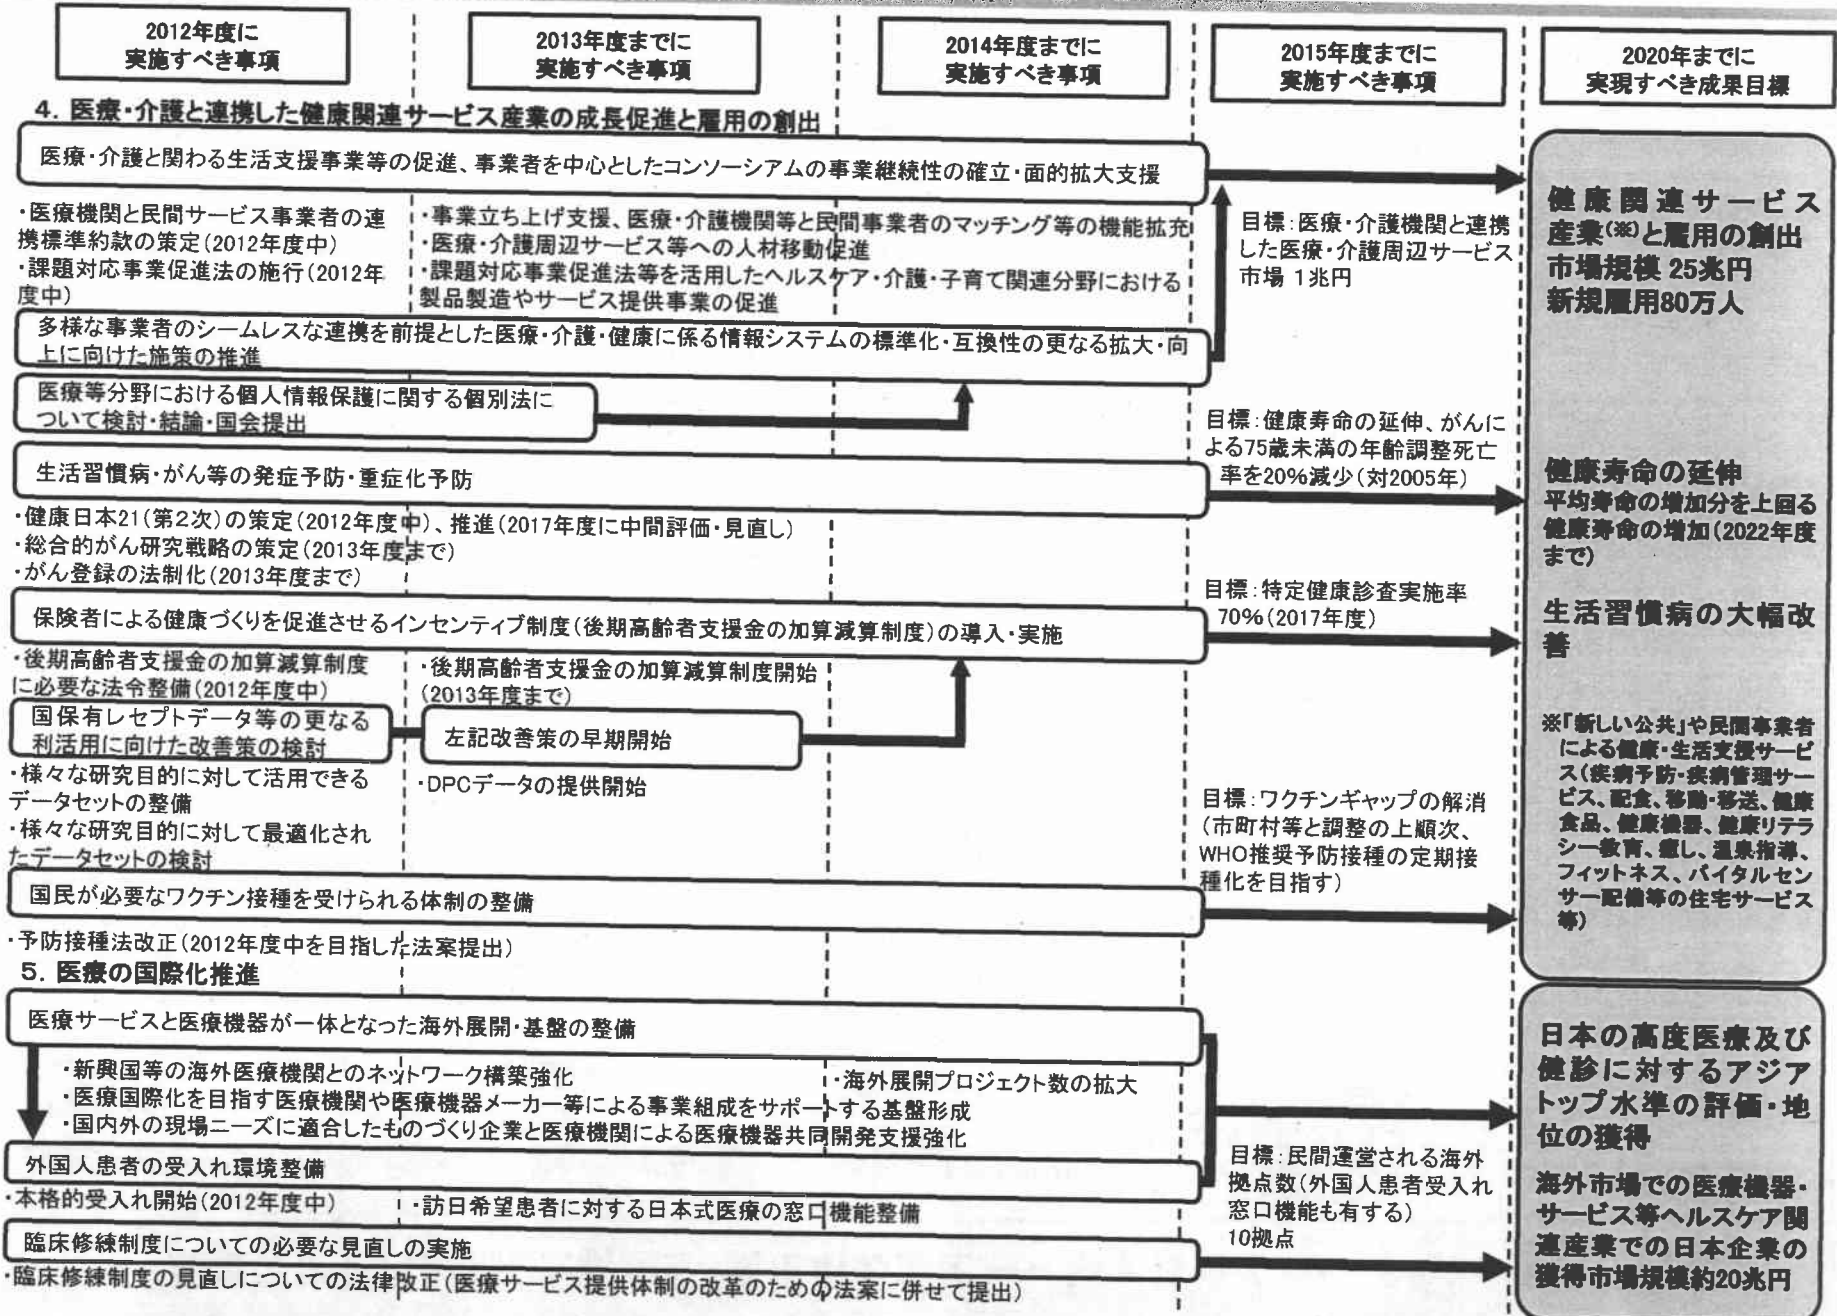 2012年度に
実施すべき事項
2013年度までに
実施すべき事項
2014年度までに
実施すべき事項
2015年度までに
実施すべき事項
2020年までに
実現すべき成果目標
4．医療・介護と連携した健康関連サービス産業の成長促進と雇用の創出
医療・介護と関わる生活支援事業等の促進、事業者を中心としたコンソーシアムの事業継続性の確立・面的拡大支援
・医療機関と民間サービス事業者の連
携標準約款の策定(2012年度中)
・課題対応事業促進法の施行(2012年
度中)
・事業立ち上げ支援、医療・介護機関等と民間事業者のマッチング等の機能拡充
・医療・介護周辺サービス等への人材移動促進
・課題対応事業促進法等を活用したヘルスケア・介護・子育て関連分野における
製品製造やサービス提供事業の促進
目標：医療・介護機関と連携
した医療・介護周辺サービス
市場 1兆円
多様な事業者のシームレスな連携を前提とした医療・介護・健康に係る情報システムの標準化・互換性の更なる拡大・向
上に向けた施策の推進
医療等分野における個人情報保護に関する個別法に
ついて検討・結論・国会提出
目標：健康寿命の延伸、がんに
よる75歳未満の年齢調整死亡
率を20％減少(対2005年)
生活習慣病・がん等の発症予防・重症化予防
・健康日本21(第２次)の策定(2012年度中)、推進(2017年度に中間評価・見直し)
・総合的がん研究戦略の策定(2013年度まで)
・がん登録の法制化(2013年度まで)
目標：特定健康診査実施率
70％(2017年度)
保険者による健康づくりを促進させるインセンティブ制度(後期高齢者支援金の加算減算制度)の導入・実施
・後期高齢者支援金の加算減算制度
に必要な法令整備(2012年度中)
・後期高齢者支援金の加算減算制度開始
(2013年度まで)
国保有レセプトデータ等の更なる
利活用に向けた改善策の検討
左記改善策の早期開始
・様々な研究目的に対して活用できる
データセットの整備
・様々な研究目的に対して最適化され
たデータセットの検討
・DPCデータの提供開始
目標：ワクチンギャップの解消
(市町村等と調整の上順次、
WHO推奨予防接種の定期接
種化を目指す)
国民が必要なワクチン接種を受けられる体制の整備
・予防接種法改正(2012年度中を目指した法案提出)
健康関連サービス
産業(※)と雇用の創出
市場規模 25兆円
新規雇用80万人
健康寿命の延伸
平均寿命の増加分を上回る
健康寿命の増加(2022年度
まで)
生活習慣病の大幅改
善
※「新しい公共」や民間事業者
による健康・生活支援サービ
ス(疾病予防・疾病管理サー
ビス、配食、移動・移送、健康
食品、健康機器、健康リテラ
シー教育、癒し、温泉指導、
フィットネス、バイタルセン
サー配備等の住宅サービス
等)
5．医療の国際化推進
医療サービスと医療機器が一体となった海外展開・基盤の整備
・新興国等の海外医療機関とのネットワーク構築強化
・医療国際化を目指す医療機関や医療機器メーカー等による事業組成をサポートする基盤形成
・国内外の現場ニーズに適合したものづくり企業と医療機関による医療機器共同開発支援強化
・海外展開プロジェクト数の拡大
外国人患者の受入れ環境整備
・本格的受入れ開始(2012年度中)
・訪日希望患者に対する日本式医療の窓口機能整備
目標：民間運営される海外
拠点数(外国人患者受入れ
窓口機能も有する)
10拠点
臨床修練制度についての必要な見直しの実施
・臨床修練制度の見直しについての法律改正(医療サービス提供体制の改革のための法案に併せて提出)
日本の高度医療及び
健診に対するアジア
トップ水準の評価・地
位の獲得
海外市場での医療機器・
サービス等ヘルスケア関
連産業での日本企業の
獲得市場規模約20兆円